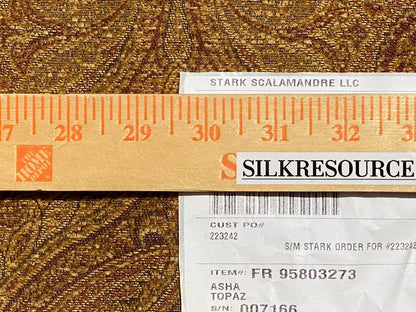 STARK SCALAMANDRE LLC
27 28 29 30 31 32 33
THE HOME
SILKRESOURCE
CUST PO#
223242
S/M STARK ORDER FOR #223242
ITEM#: FR 95803273
ASHA
TOPAZ
S/N: 007166